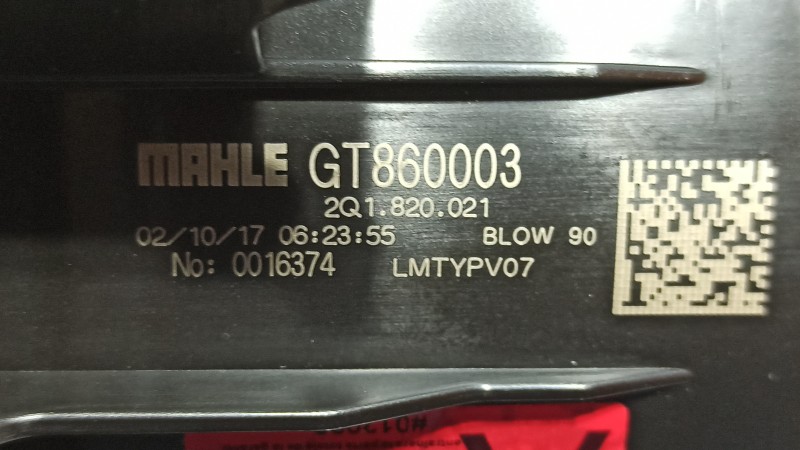 MAHLE GT860003
2Q1.820.021
02/10/17 06:23:55 BLOW 90
No: 0016374 LMTYPV07